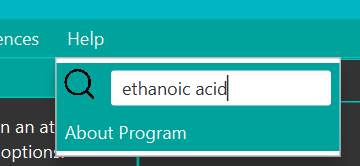 ences Help
ethanoic acid
About Program
n an at
options.